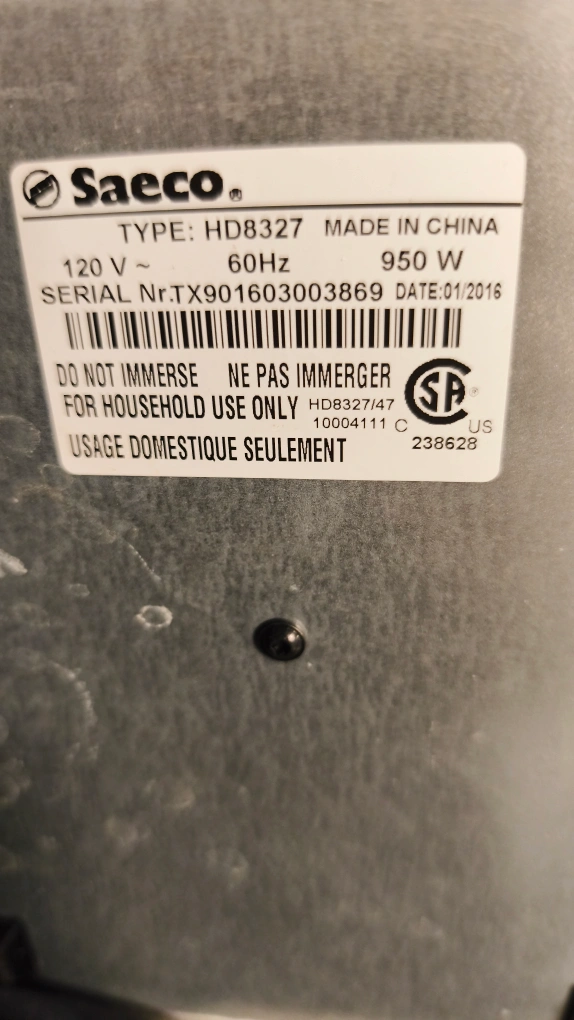 Saeco®
TYPE: HD8327 MADE IN CHINA
120 V ~ 60Hz 950 W
SERIAL Nr.TX901603003869 DATE:01/2016
DO NOT IMMERSE NE PAS IMMERGER
FOR HOUSEHOLD USE ONLY HD8327/47
10004111 C SA® US
USAGE DOMESTIQUE SEULEMENT 238628